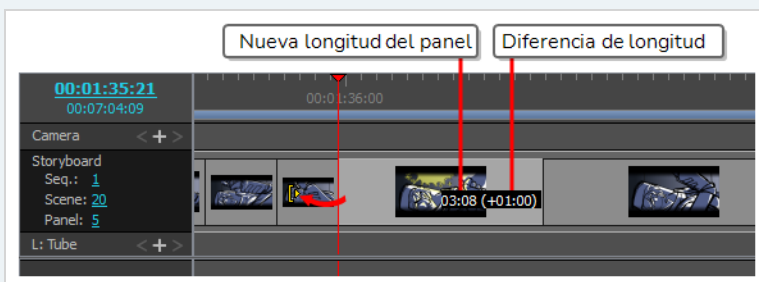 Nueva longitud del panel
Diferencia de longitud
00:01:35:21
00:07:04:09
00:01:36:00
Camera < + >
Storyboard
Seq.: 1
Scene: 20
Panel: 5
03:08 (+01:00)
L: Tube < + >